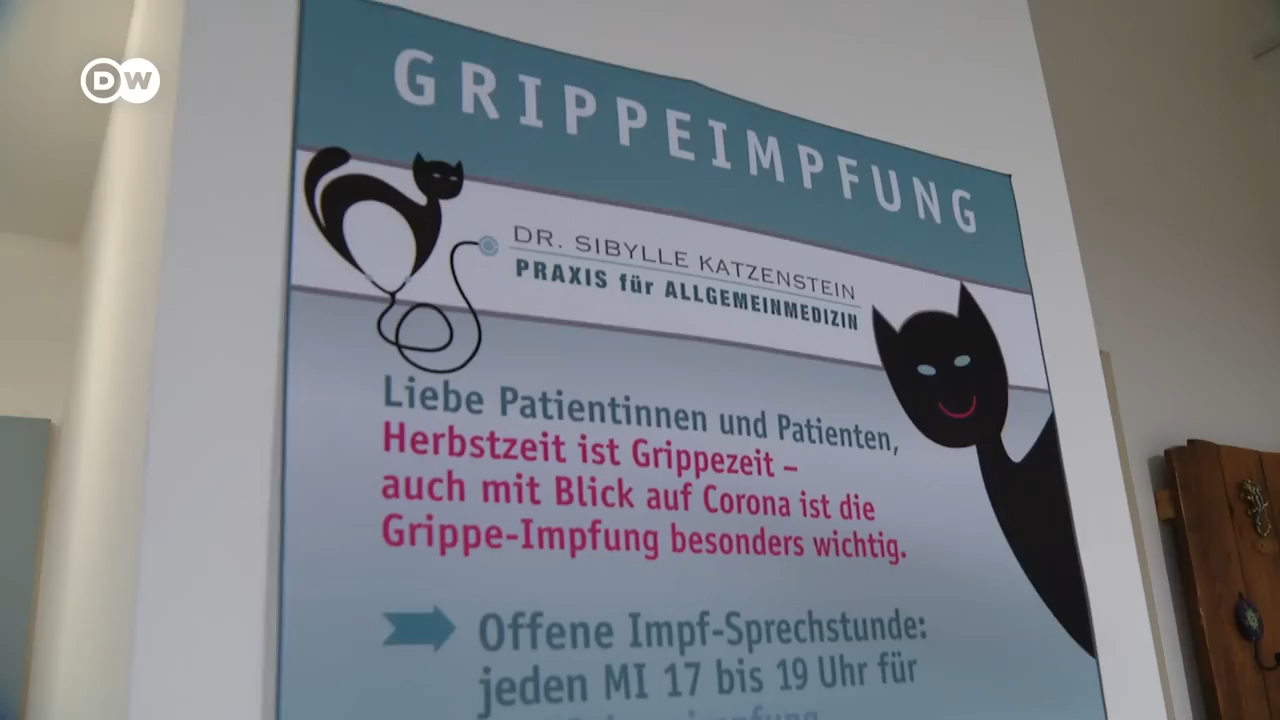 DW
GRIPPEIMPFUNG
DR. SIBYLLE KATZENSTEIN
PRAXIS für ALLGEMEINMEDIZIN
Liebe Patientinnen und Patienten,
Herbstzeit ist Grippezeit –
auch mit Blick auf Corona ist die
Grippe-Impfung besonders wichtig.
Offene Impf-Sprechstunde:
jeden MI 17 bis 19 Uhr für